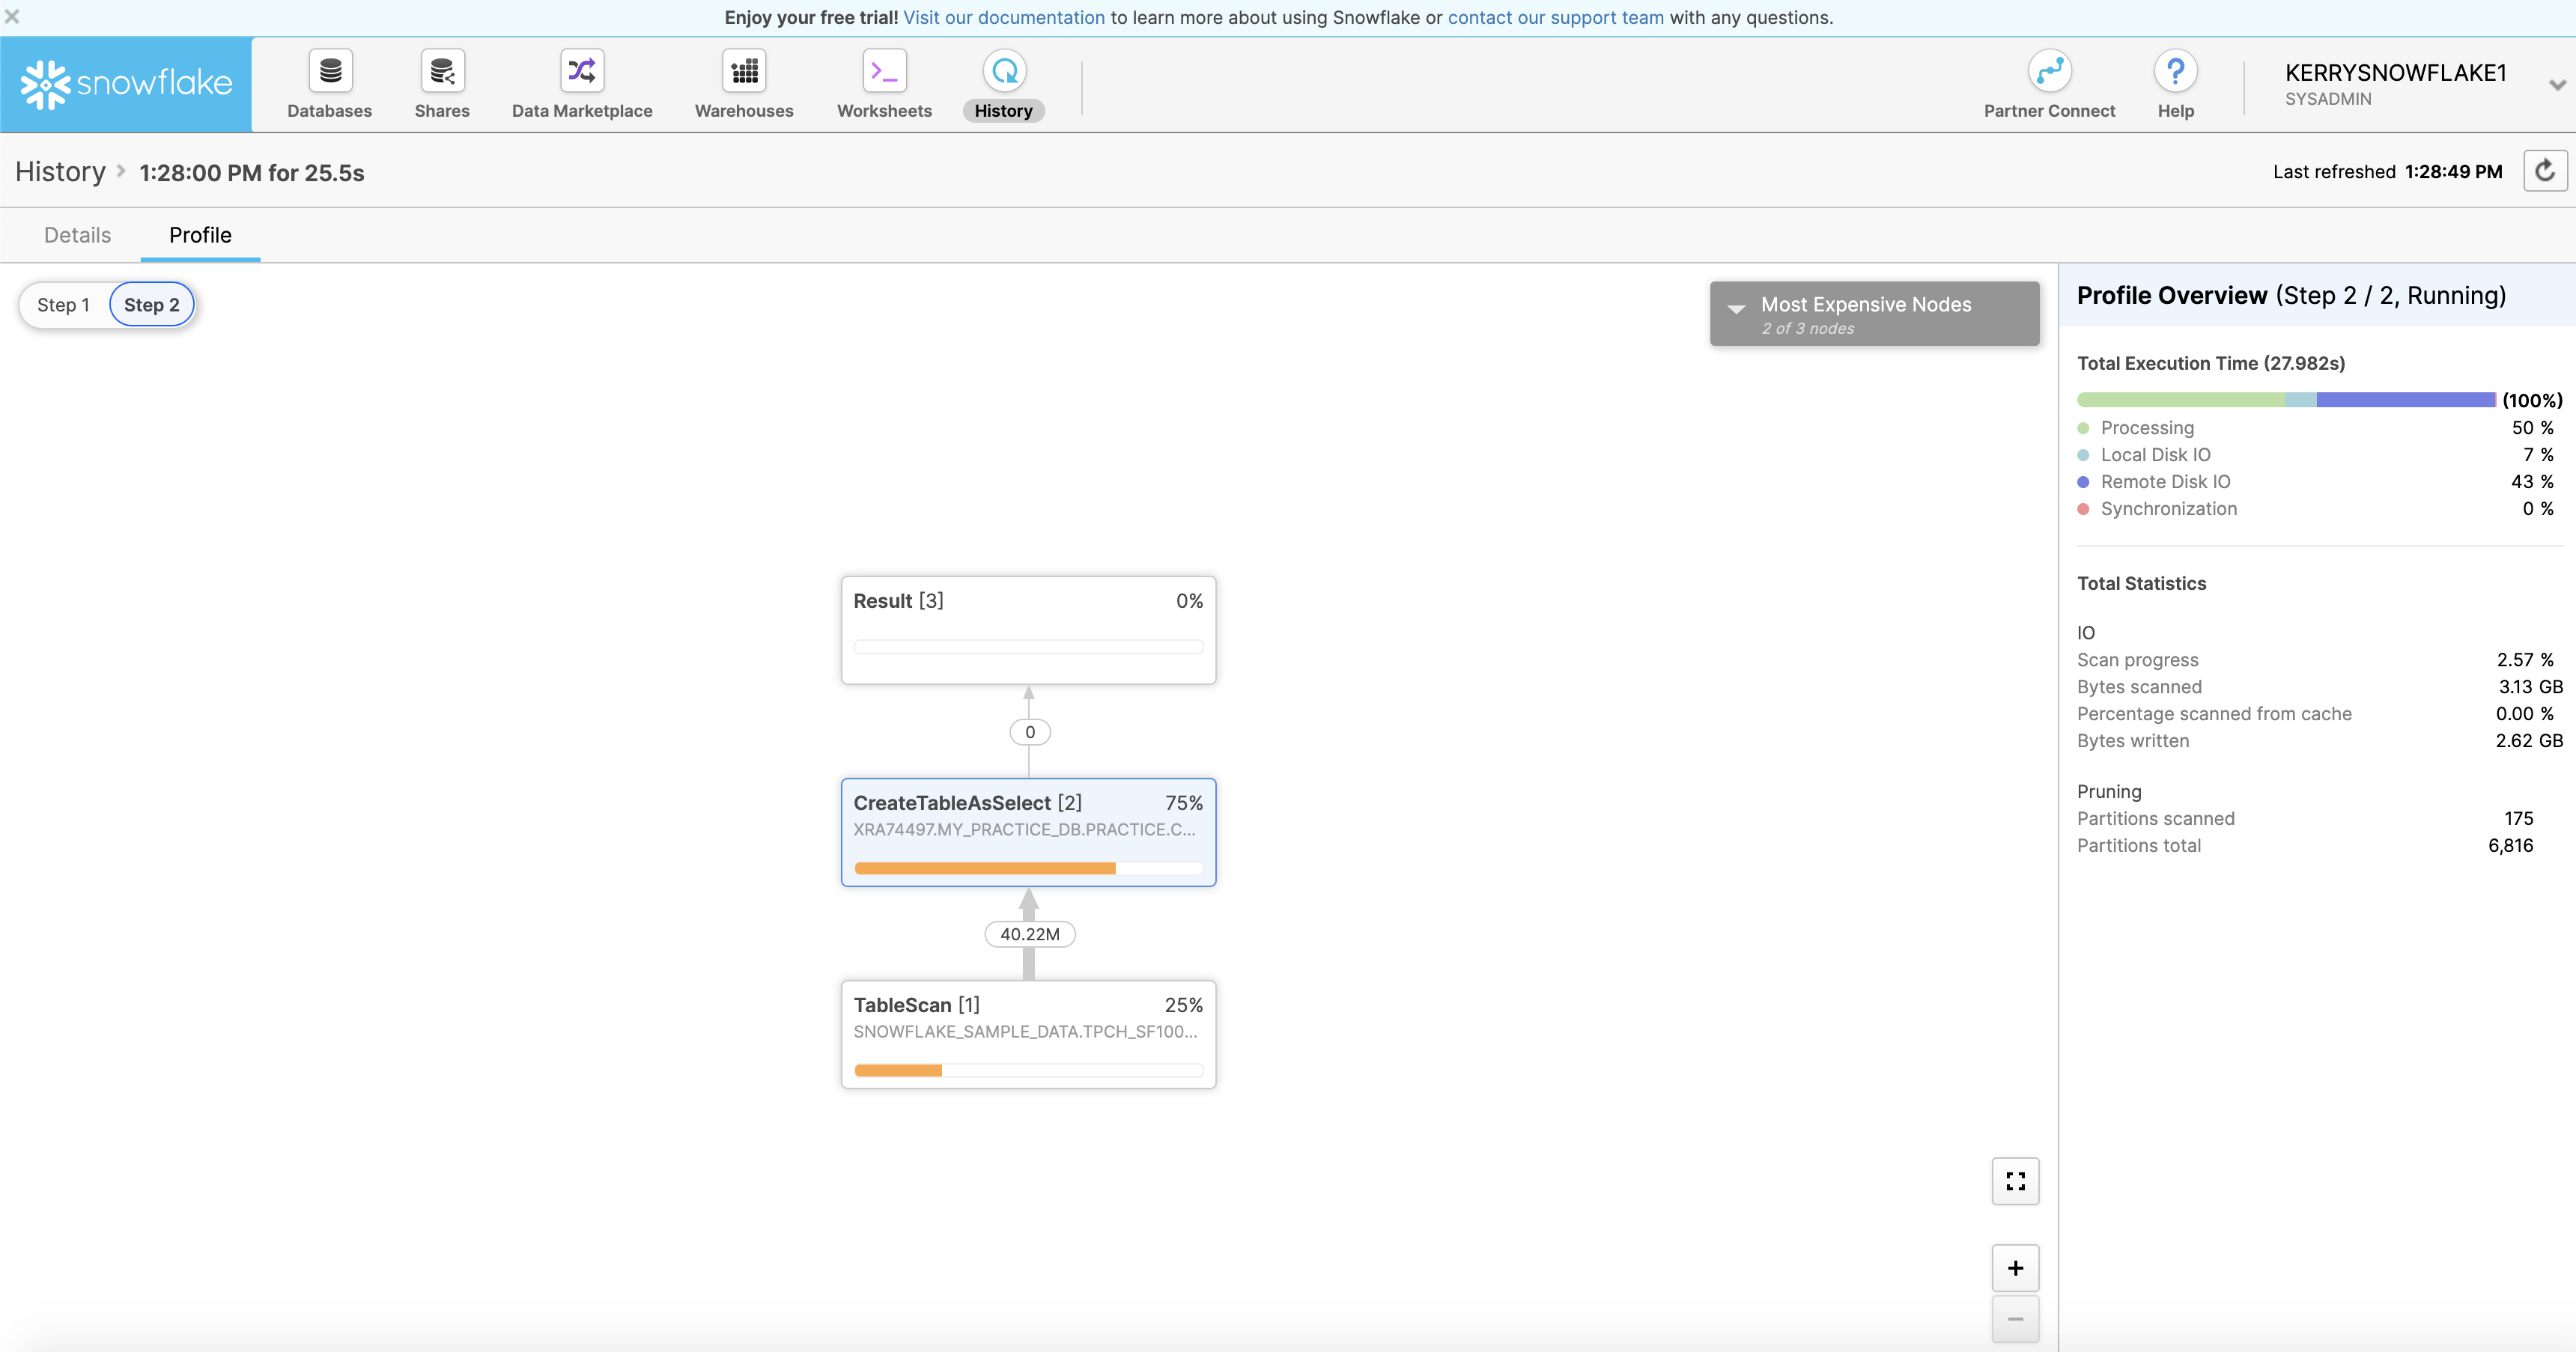 Enjoy your free trial! Visit our documentation to learn more about using Snowflake or contact our support team with any questions.
snowflake
Databases
Shares
Data Marketplace
Warehouses
Worksheets
History
Partner Connect
Help
KERRYSNOWFLAKE1
SYSADMIN
History 1:28:00 PM for 25.5s
Last refreshed 1:28:49 PM
Details
Profile
Step 1
Step 2
Most Expensive Nodes
2 of 3 nodes
Result [3] 0%
0
CreateTableAsSelect [2] 75%
XRA74497.MY_PRACTICE_DB.PRACTICE.C...
40.22M
TableScan [1] 25%
SNOWFLAKE_SAMPLE_DATA.TPCH_SF100...
Profile Overview (Step 2 / 2, Running)
Total Execution Time (27.982s)
(100%)
Processing 50 %
Local Disk IO 7 %
Remote Disk IO 43 %
Synchronization 0 %
Total Statistics
IO
Scan progress 2.57 %
Bytes scanned 3.13 GB
Percentage scanned from cache 0.00 %
Bytes written 2.62 GB
Pruning
Partitions scanned 175
Partitions total 6,816